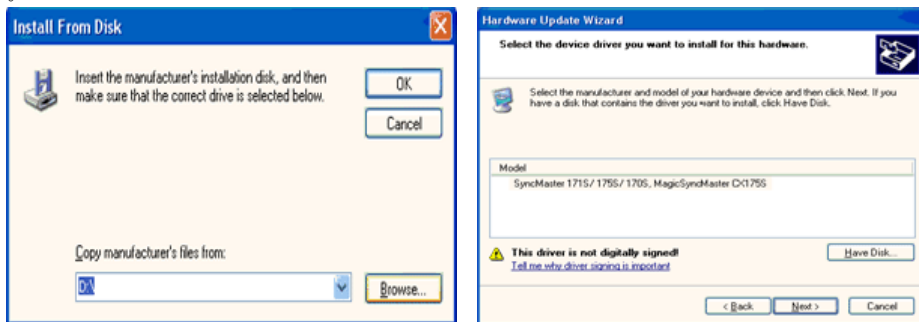 Install From Disk
Insert the manufacturer's installation disk, and then
make sure that the correct drive is selected below.
OK
Cancel
Copy manufacturer's files from:
D:\
Browse...
Hardware Update Wizard
Select the device driver you want to install for this hardware.
Select the manufacturer and model of your hardware device and then click Next. If you
have a disk that contains the driver you want to install, click Have Disk.
Model
SyncMaster 171S/ 175S/ 170S, MagicSyncMaster CX175S
This driver is not digitally signed!
Tell me why driver signing is important
Have Disk...
< Back
Next >
Cancel